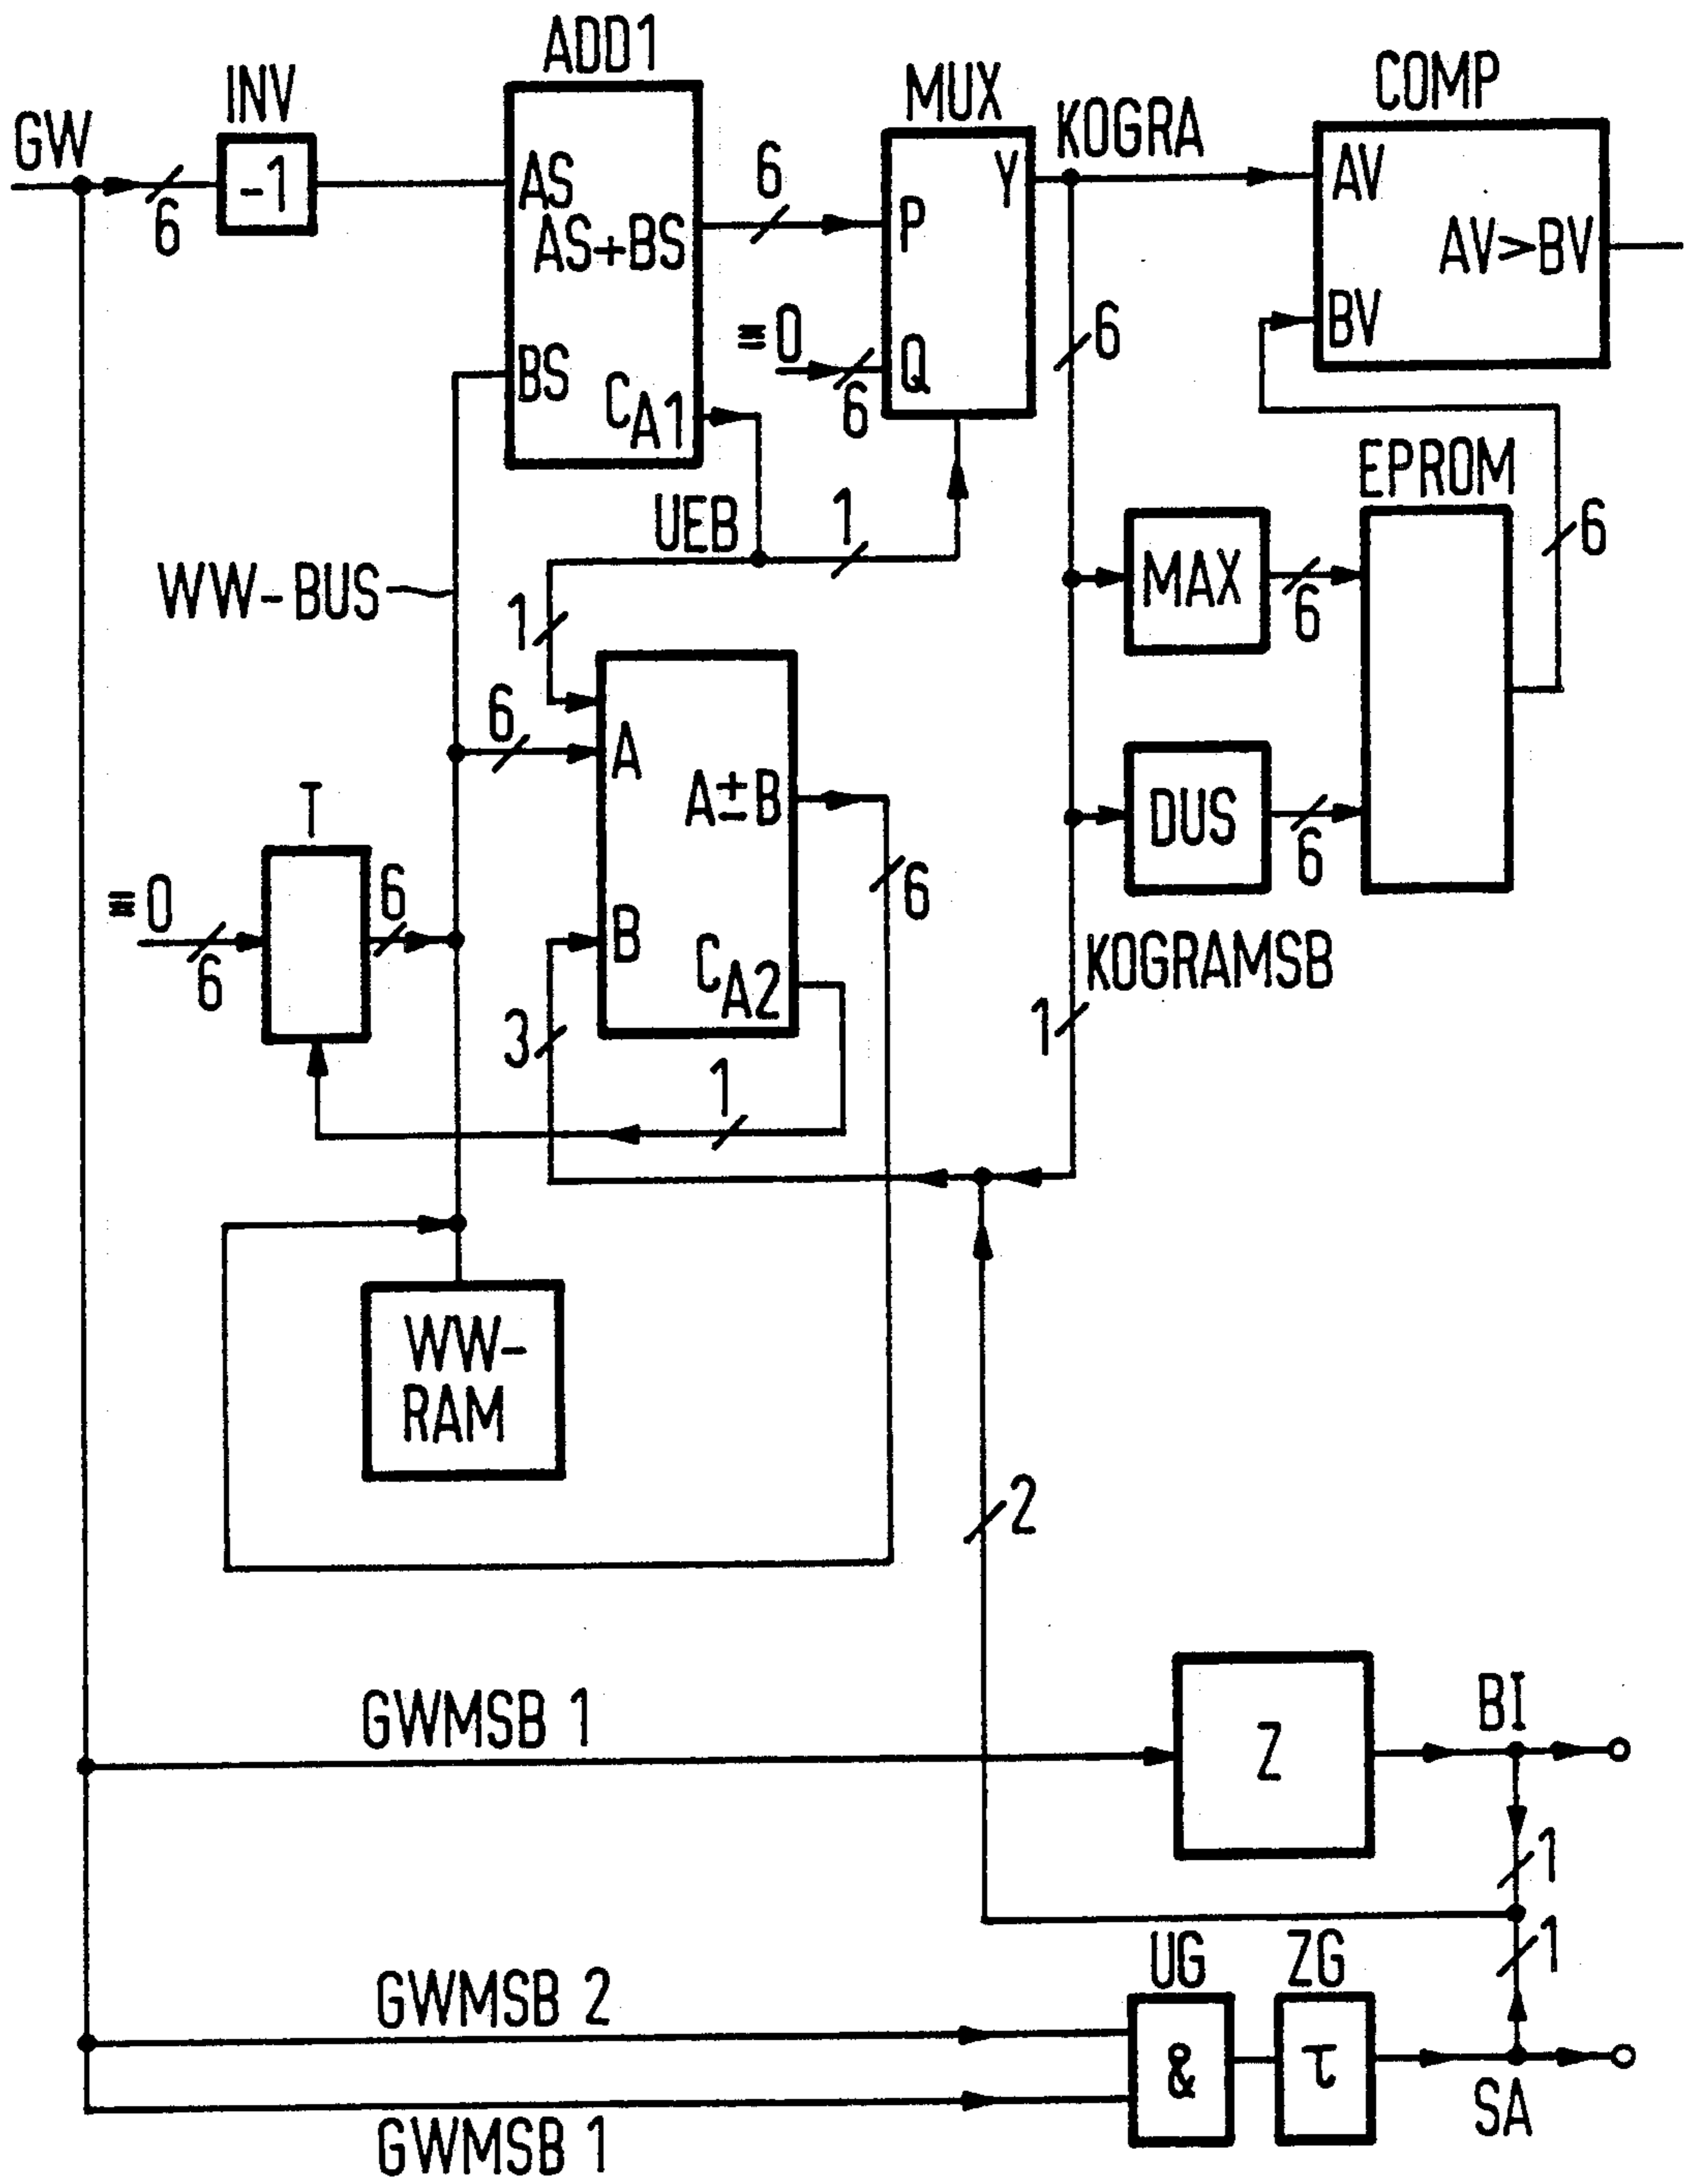 ADD1
INV
MUX
COMP
GW
KOGRA
6
-1
AS
AS+BS
BS
CA1
6
P
Y
≡0
Q
6
AV
AV>BV
BV
6
UEB
1
EPROM
WW-BUS
1
MAX
6
6
6
A
A±B
B
CA2
T
≡0
6
6
6
DUS
6
KOGRAMSB
3
1
1
WW-
RAM
2
GWMSB 1
Z
BI
1
1
UG
ZG
GWMSB 2
&
τ
SA
GWMSB 1